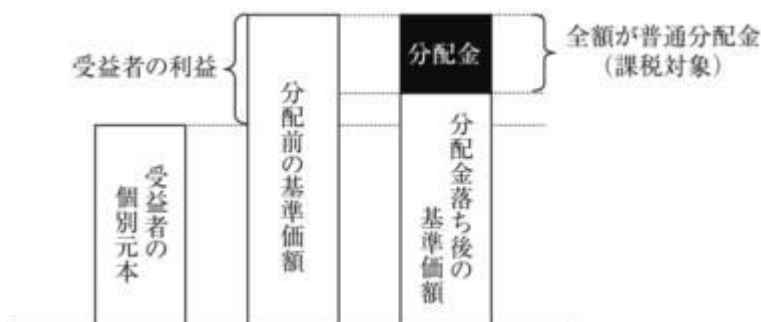 受益者の利益
分配金
全額が普通分配金
（課税対象）
受益者の
個別元本
分配前の基準価額
分配金落ち後の
基準価額